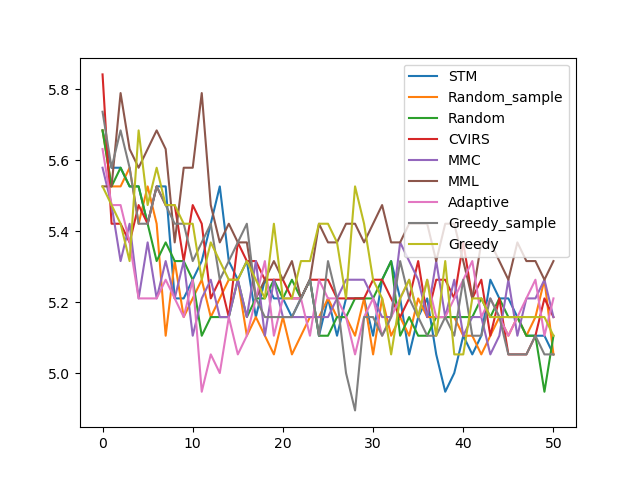 5.8
5.6
5.4
5.2
5.0
0
10
20
30
40
50
STM
Random_sample
Random
CVIRS
MMC
MML
Adaptive
Greedy_sample
Greedy